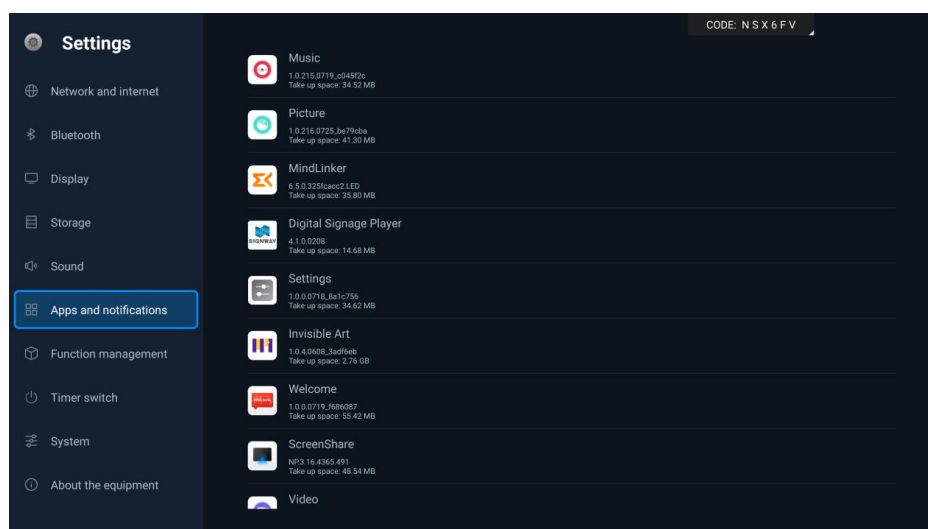 CODE: N S X 6 F V
Settings
Network and internet
Bluetooth
Display
Storage
Sound
Apps and notifications
Function management
Timer switch
System
About the equipment
Music
1.0.215.0719_c045f2c
Take up space: 34.52 MB
Picture
1.0.216.0725_be79cba
Take up space: 41.30 MB
MindLinker
6.5.0.325fcacc2.LED
Take up space: 35.80 MB
SIGNWAY
Digital Signage Player
4.1.0.0208
Take up space: 14.68 MB
Settings
1.0.0.0718_8a1c756
Take up space: 34.62 MB
Invisible Art
1.0.4.0608_3adf6eb
Take up space: 2.76 GB
Welcome
1.0.0.0719_f686087
Take up space: 55.42 MB
ScreenShare
NP.3.16.4365.491
Take up space: 48.54 MB
Video